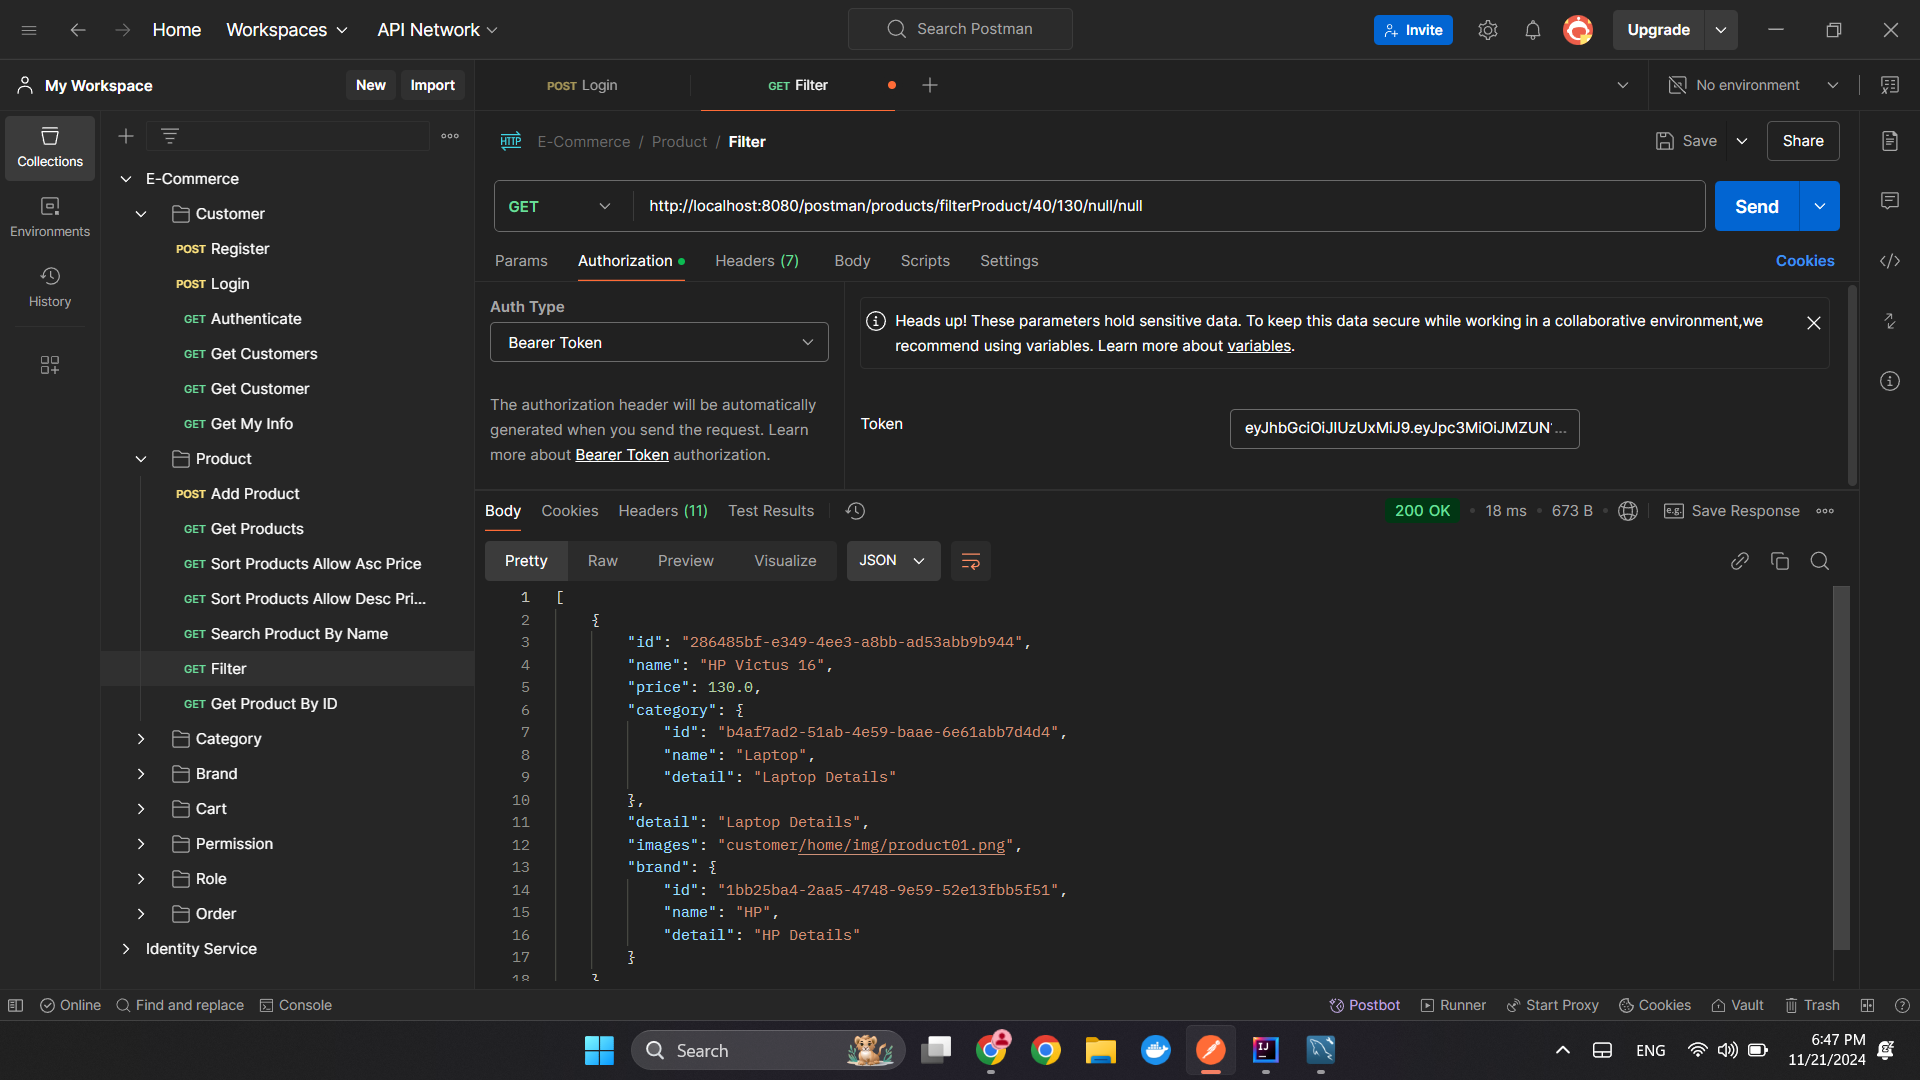 Home Workspaces API Network Search Postman Invite Upgrade
My Workspace New Import
POST Login GET Filter No environment
Collections
Environments
History
E-Commerce
Customer
POST Register
POST Login
GET Authenticate
GET Get Customers
GET Get Customer
GET Get My Info
Product
POST Add Product
GET Get Products
GET Sort Products Allow Asc Price
GET Sort Products Allow Desc Pri...
GET Search Product By Name
GET Filter
GET Get Product By ID
Category
Brand
Cart
Permission
Role
Order
Identity Service
HTTP E-Commerce / Product / Filter Save Share
GET http://localhost:8080/postman/products/filterProduct/40/130/null/null Send
Params Authorization Headers (7) Body Scripts Settings Cookies
Auth Type
Bearer Token
The authorization header will be automatically
generated when you send the request. Learn
more about Bearer Token authorization.
Heads up! These parameters hold sensitive data. To keep this data secure while working in a collaborative environment,we
recommend using variables. Learn more about variables.
Token
eyJhbGciOiJIUzUxMiJ9.eyJpc3MiOiJMZUN ...
Body Cookies Headers (11) Test Results 200 OK • 18 ms • 673 B • e.g. Save Response
Pretty Raw Preview Visualize JSON
1 [
2 {
3 "id": "286485bf-e349-4ee3-a8bb-ad53abb9b944",
4 "name": "HP Victus 16",
5 "price": 130.0,
6 "category": {
7 "id": "b4af7ad2-51ab-4e59-baae-6e61abb7d4d4",
8 "name": "Laptop",
9 "detail": "Laptop Details"
10 },
11 "detail": "Laptop Details",
12 "images": "customer/home/img/product01.png",
13 "brand": {
14 "id": "1bb25ba4-2aa5-4748-9e59-52e13fbb5f51",
15 "name": "HP",
16 "detail": "HP Details"
17 }
18 }
Online Find and replace Console Postbot Runner Start Proxy Cookies Vault Trash
Search ENG 6:47 PM
11/21/2024